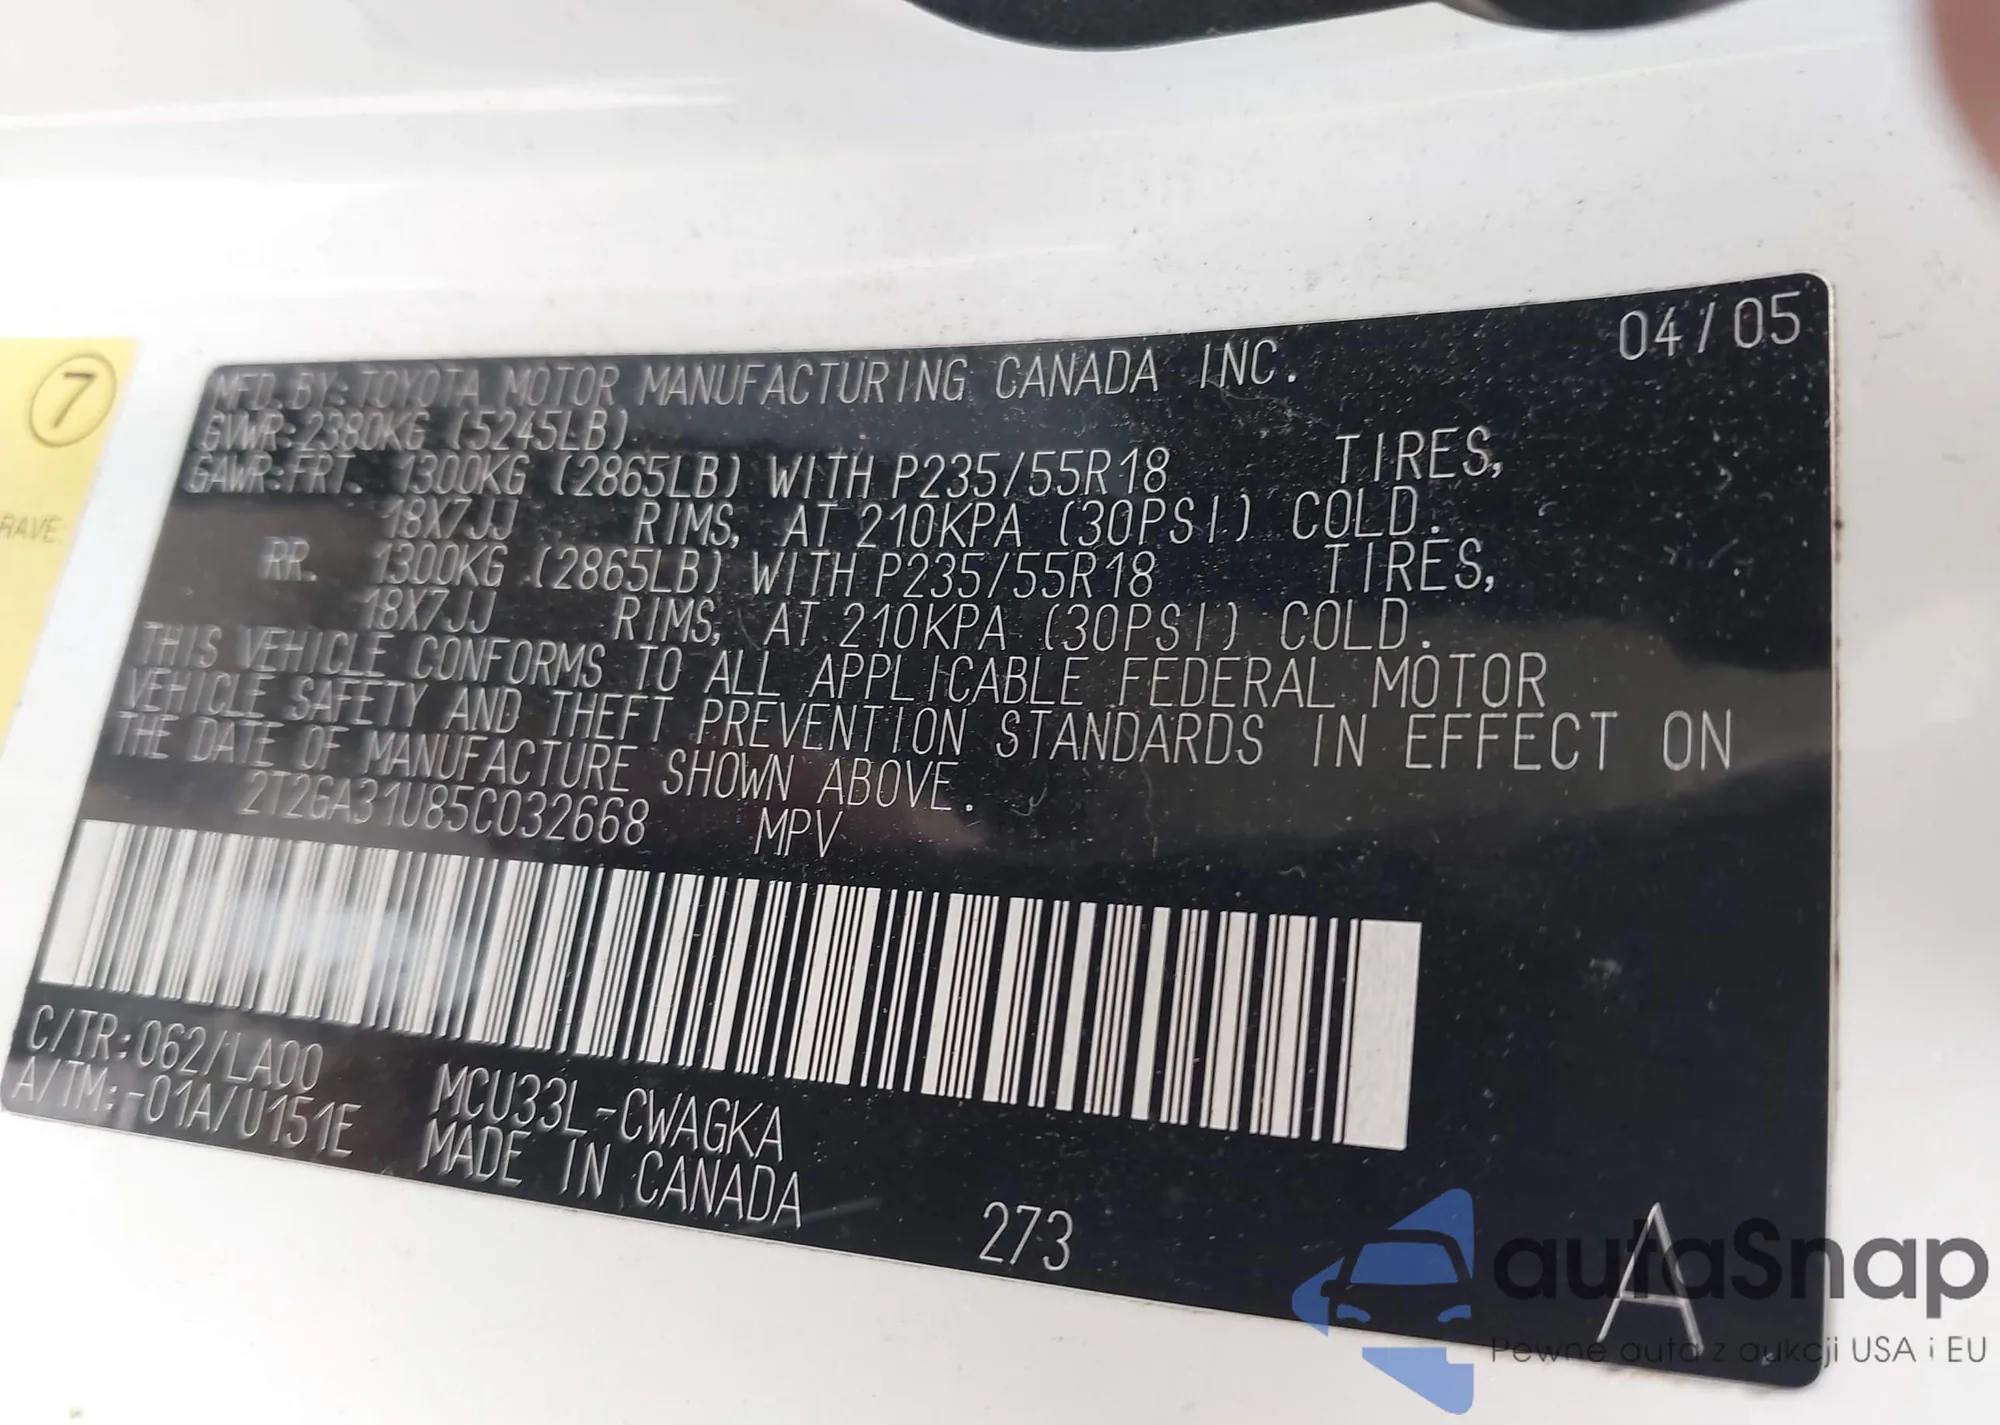 04/05
MFD. BY: TOYOTA MOTOR MANUFACTURING CANADA INC.
GVWR: 2380KG (5245LB)
GAWR: FRT. 1300KG (2865LB) WITH P235/55R18 TIRES,
18X7JJ RIMS, AT 210KPA (30PSI) COLD.
RR. 1300KG (2865LB) WITH P235/55R18 TIRES,
18X7JJ RIMS, AT 210KPA (30PSI) COLD.
THIS VEHICLE CONFORMS TO ALL APPLICABLE FEDERAL MOTOR
VEHICLE SAFETY AND THEFT PREVENTION STANDARDS IN EFFECT ON
THE DATE OF MANUFACTURE SHOWN ABOVE.
2T2GA31U85C032668 MPV
C/TR: 062/LA00 MCU33L-CWAGKA
A/TM: -01A/U151E MADE IN CANADA
273
A
7
RAVE
autaSnap
Pewne auta z aukcji USA i EU